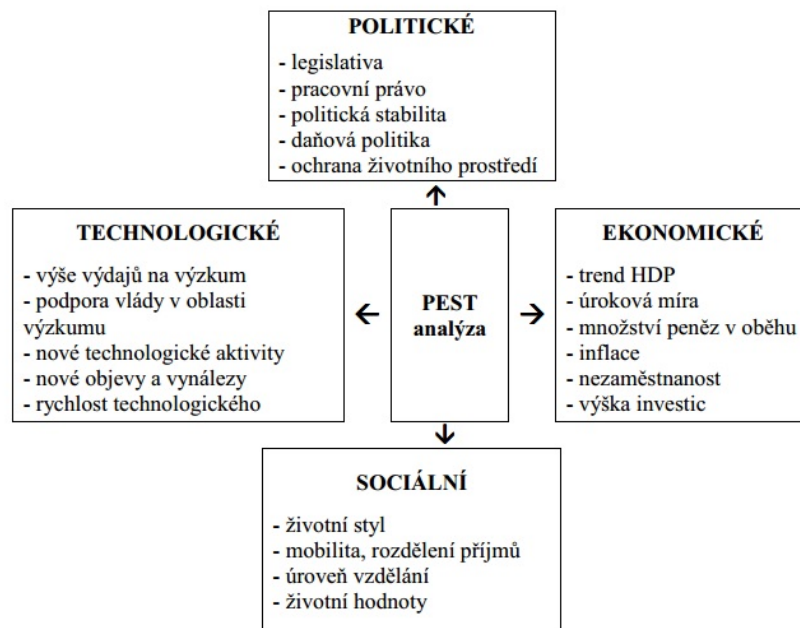 POLITICKÉ
- legislativa
- pracovní právo
- politická stabilita
- daňová politika
- ochrana životního prostředí
TECHNOLOGICKÉ
- výše výdajů na výzkum
- podpora vlády v oblasti
výzkumu
- nové technologické aktivity
- nové objevy a vynálezy
- rychlost technologického
PEST
analýza
EKONOMICKÉ
- trend HDP
- úroková míra
- množství peněz v oběhu
- inflace
- nezaměstnanost
- výška investic
SOCIÁLNÍ
- životní styl
- mobilita, rozdělení příjmů
- úroveň vzdělání
- životní hodnoty